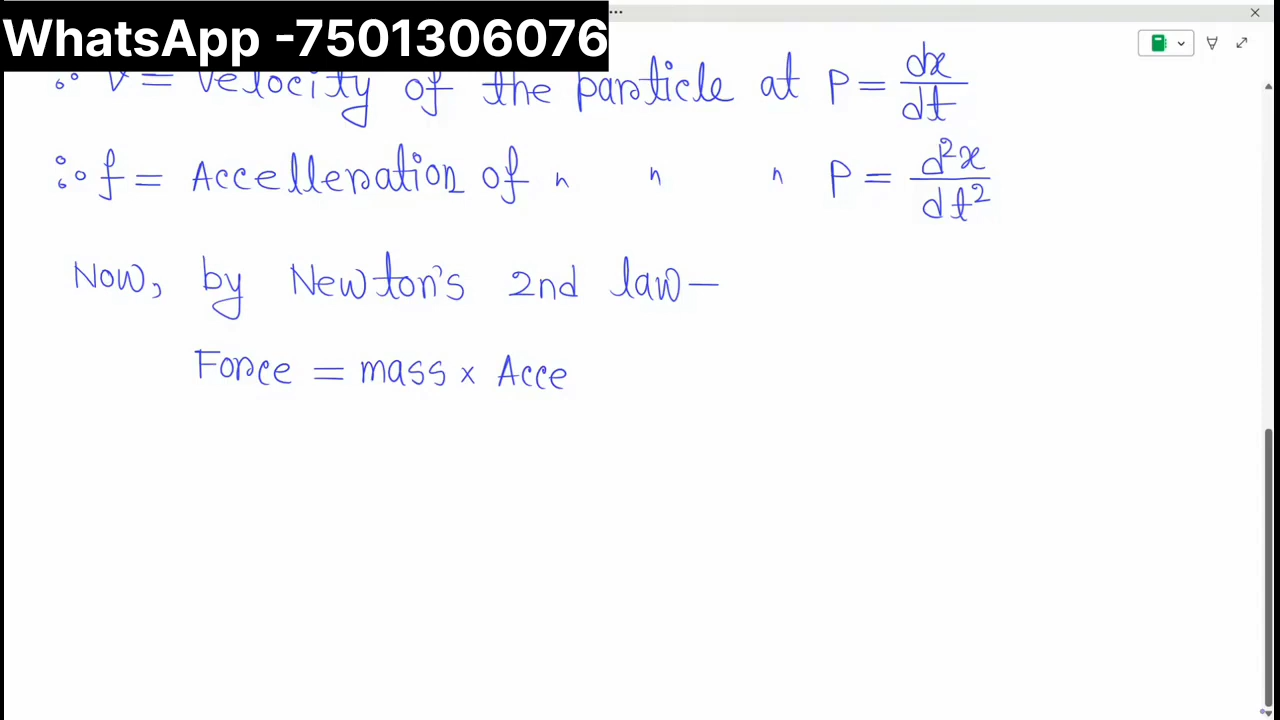 WhatsApp -7501306076
∴ v = velocity of the particle at P = dx/dt
∴ f = Accelleration of " " " P = d²x/dt²
Now, by Newton's 2nd law—
Force = mass × Acce